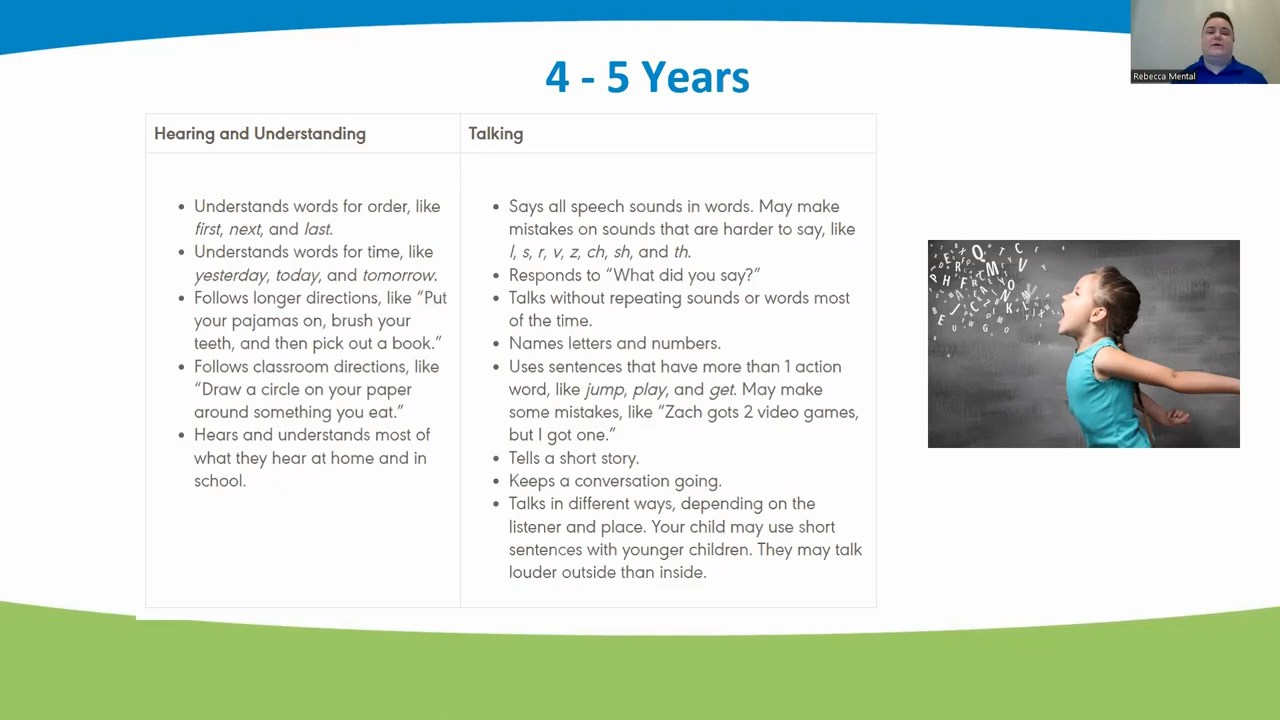 4 - 5 Years
Rebecca Mental
Hearing and Understanding
Talking
Understands words for order, like
first, next, and last.
Understands words for time, like
yesterday, today, and tomorrow.
Follows longer directions, like “Put
your pajamas on, brush your
teeth, and then pick out a book.”
Follows classroom directions, like
“Draw a circle on your paper
around something you eat.”
Hears and understands most of
what they hear at home and in
school.
Says all speech sounds in words. May make
mistakes on sounds that are harder to say, like
l, s, r, v, z, ch, sh, and th.
Responds to “What did you say?”
Talks without repeating sounds or words most
of the time.
Names letters and numbers.
Uses sentences that have more than 1 action
word, like jump, play, and get. May make
some mistakes, like “Zach gots 2 video games,
but I got one.”
Tells a short story.
Keeps a conversation going.
Talks in different ways, depending on the
listener and place. Your child may use short
sentences with younger children. They may talk
louder outside than inside.